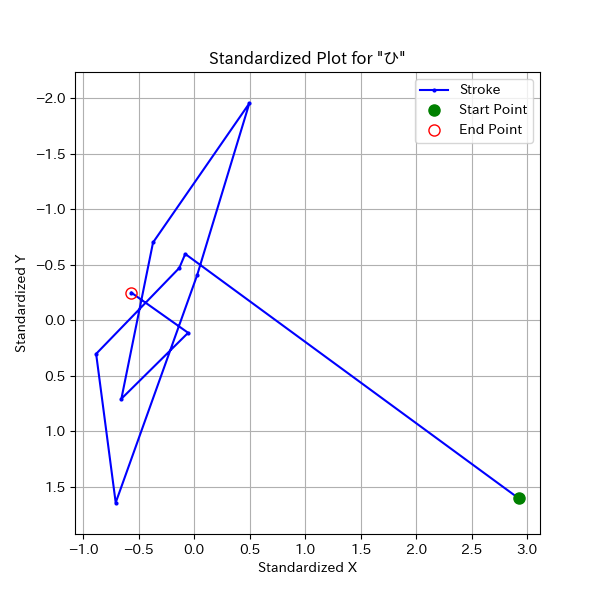 Standardized Plot for "ひ"
Stroke
Start Point
End Point
−2.0
−1.5
−1.0
−0.5
0.0
0.5
1.0
1.5
Standardized Y
−1.0 −0.5 0.0 0.5 1.0 1.5 2.0 2.5 3.0
Standardized X